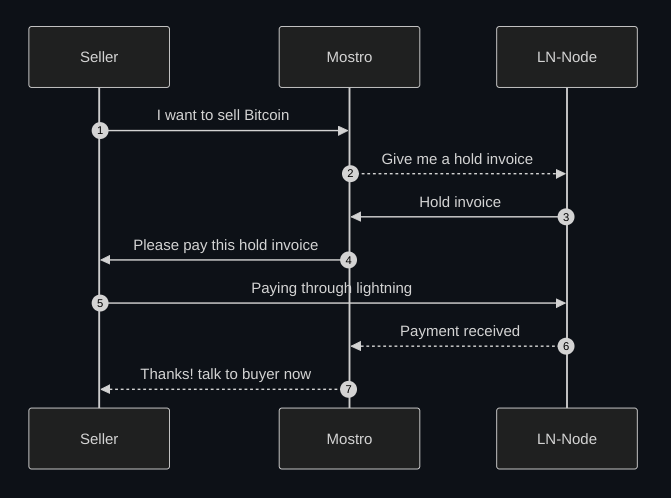 Seller
Mostro
LN-Node
I want to sell Bitcoin
1
Give me a hold invoice
2
Hold invoice
3
Please pay this hold invoice
4
Paying through lightning
5
Payment received
6
Thanks! talk to buyer now
7
Seller
Mostro
LN-Node